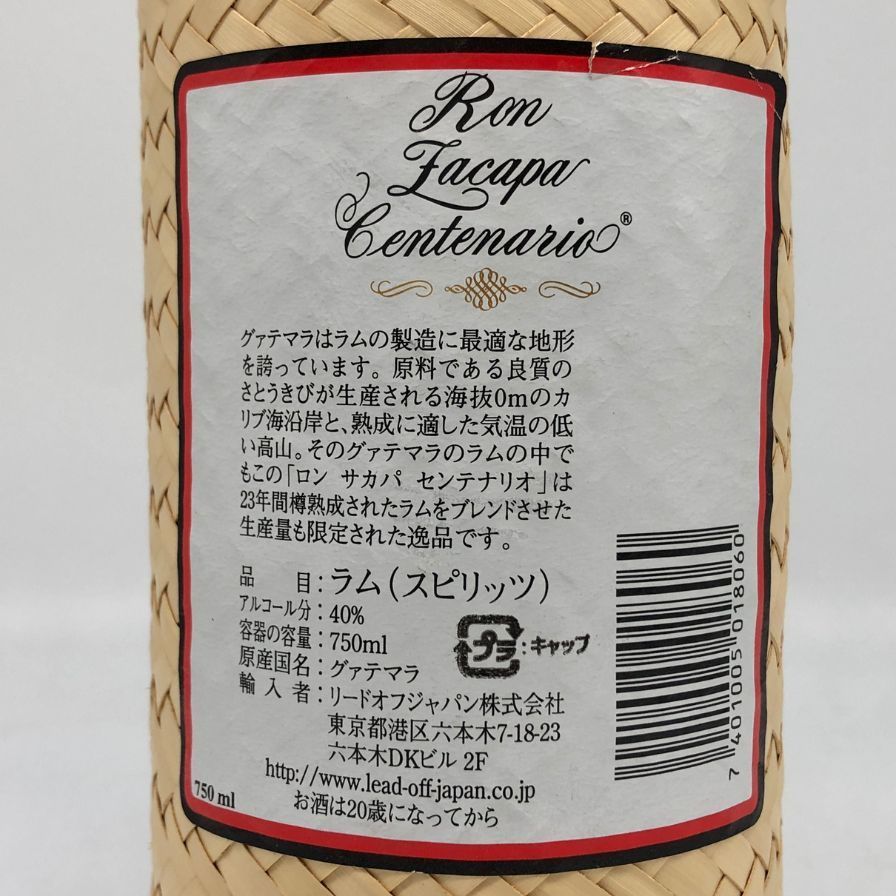 Ron
Zacapa
Centenario®
グァテマラはラムの製造に最適な地形
を誇っています。原料である良質の
さとうきびが生産される海抜0mのカ
リブ海沿岸と、熟成に適した気温の低
い高山。そのグァテマラのラムの中で
もこの「ロン サカパ センテナリオ」は
23年間樽熟成されたラムをブレンドさせた
生産量も限定された逸品です。
品　目：ラム（スピリッツ）
アルコール分：40%
容器の容量：750ml
原産国名：グァテマラ
輸入者：リードオフジャパン株式会社
東京都港区六本木7-18-23
六本木DKビル 2F
http://www.lead-off-japan.co.jp
お酒は20歳になってから
プラ：キャップ
750 ml
7 401005 018060